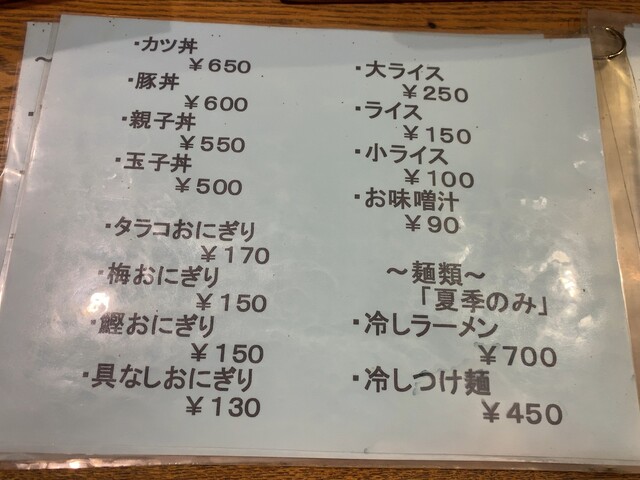 ・カツ丼
￥650
・豚丼
￥600
・親子丼
￥550
・玉子丼
￥500
・タラコおにぎり
￥170
・梅おにぎり
￥150
・鰹おにぎり
￥150
・具なしおにぎり
￥130
・大ライス
￥250
・ライス
￥150
・小ライス
￥100
・お味噌汁
￥90
～麺類～
「夏季のみ」
・冷しラーメン
￥700
・冷しつけ麺
￥450